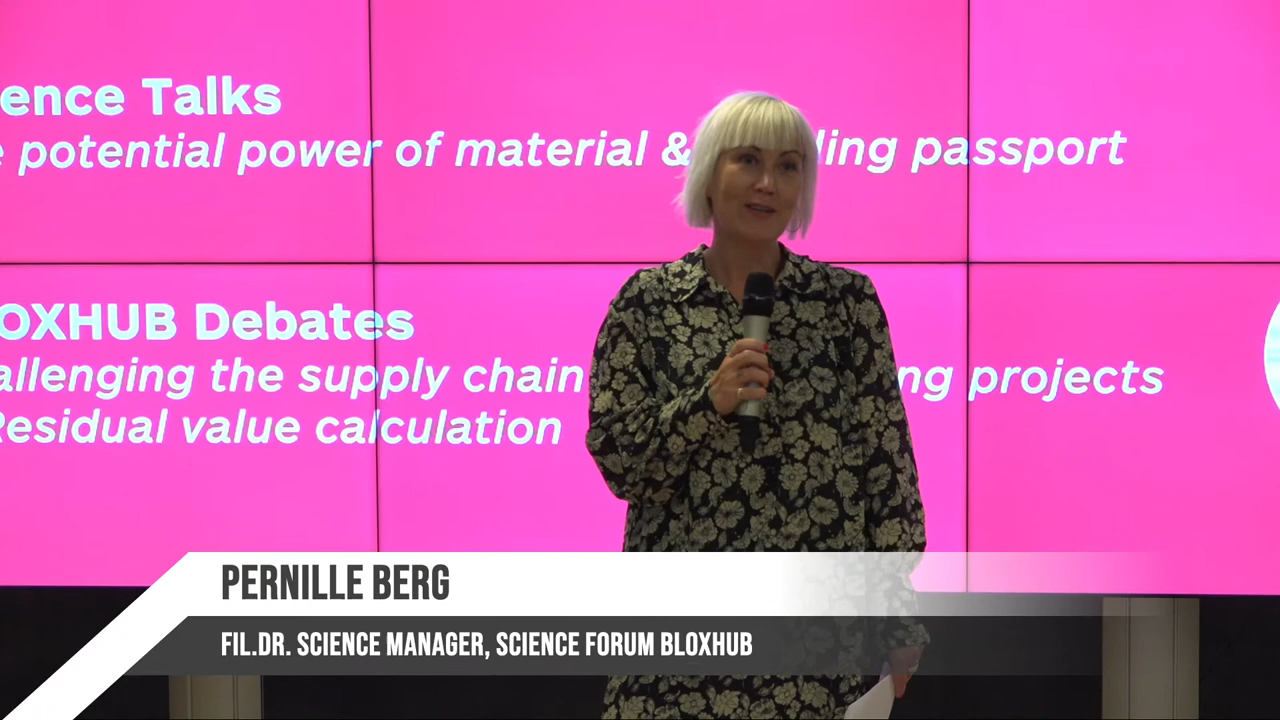 ence Talks
potential power of material & ling passport
OXHUB Debates
allenging the supply chain ng projects
Residual value calculation
PERNILLE BERG
FIL.DR. SCIENCE MANAGER, SCIENCE FORUM BLOXHUB